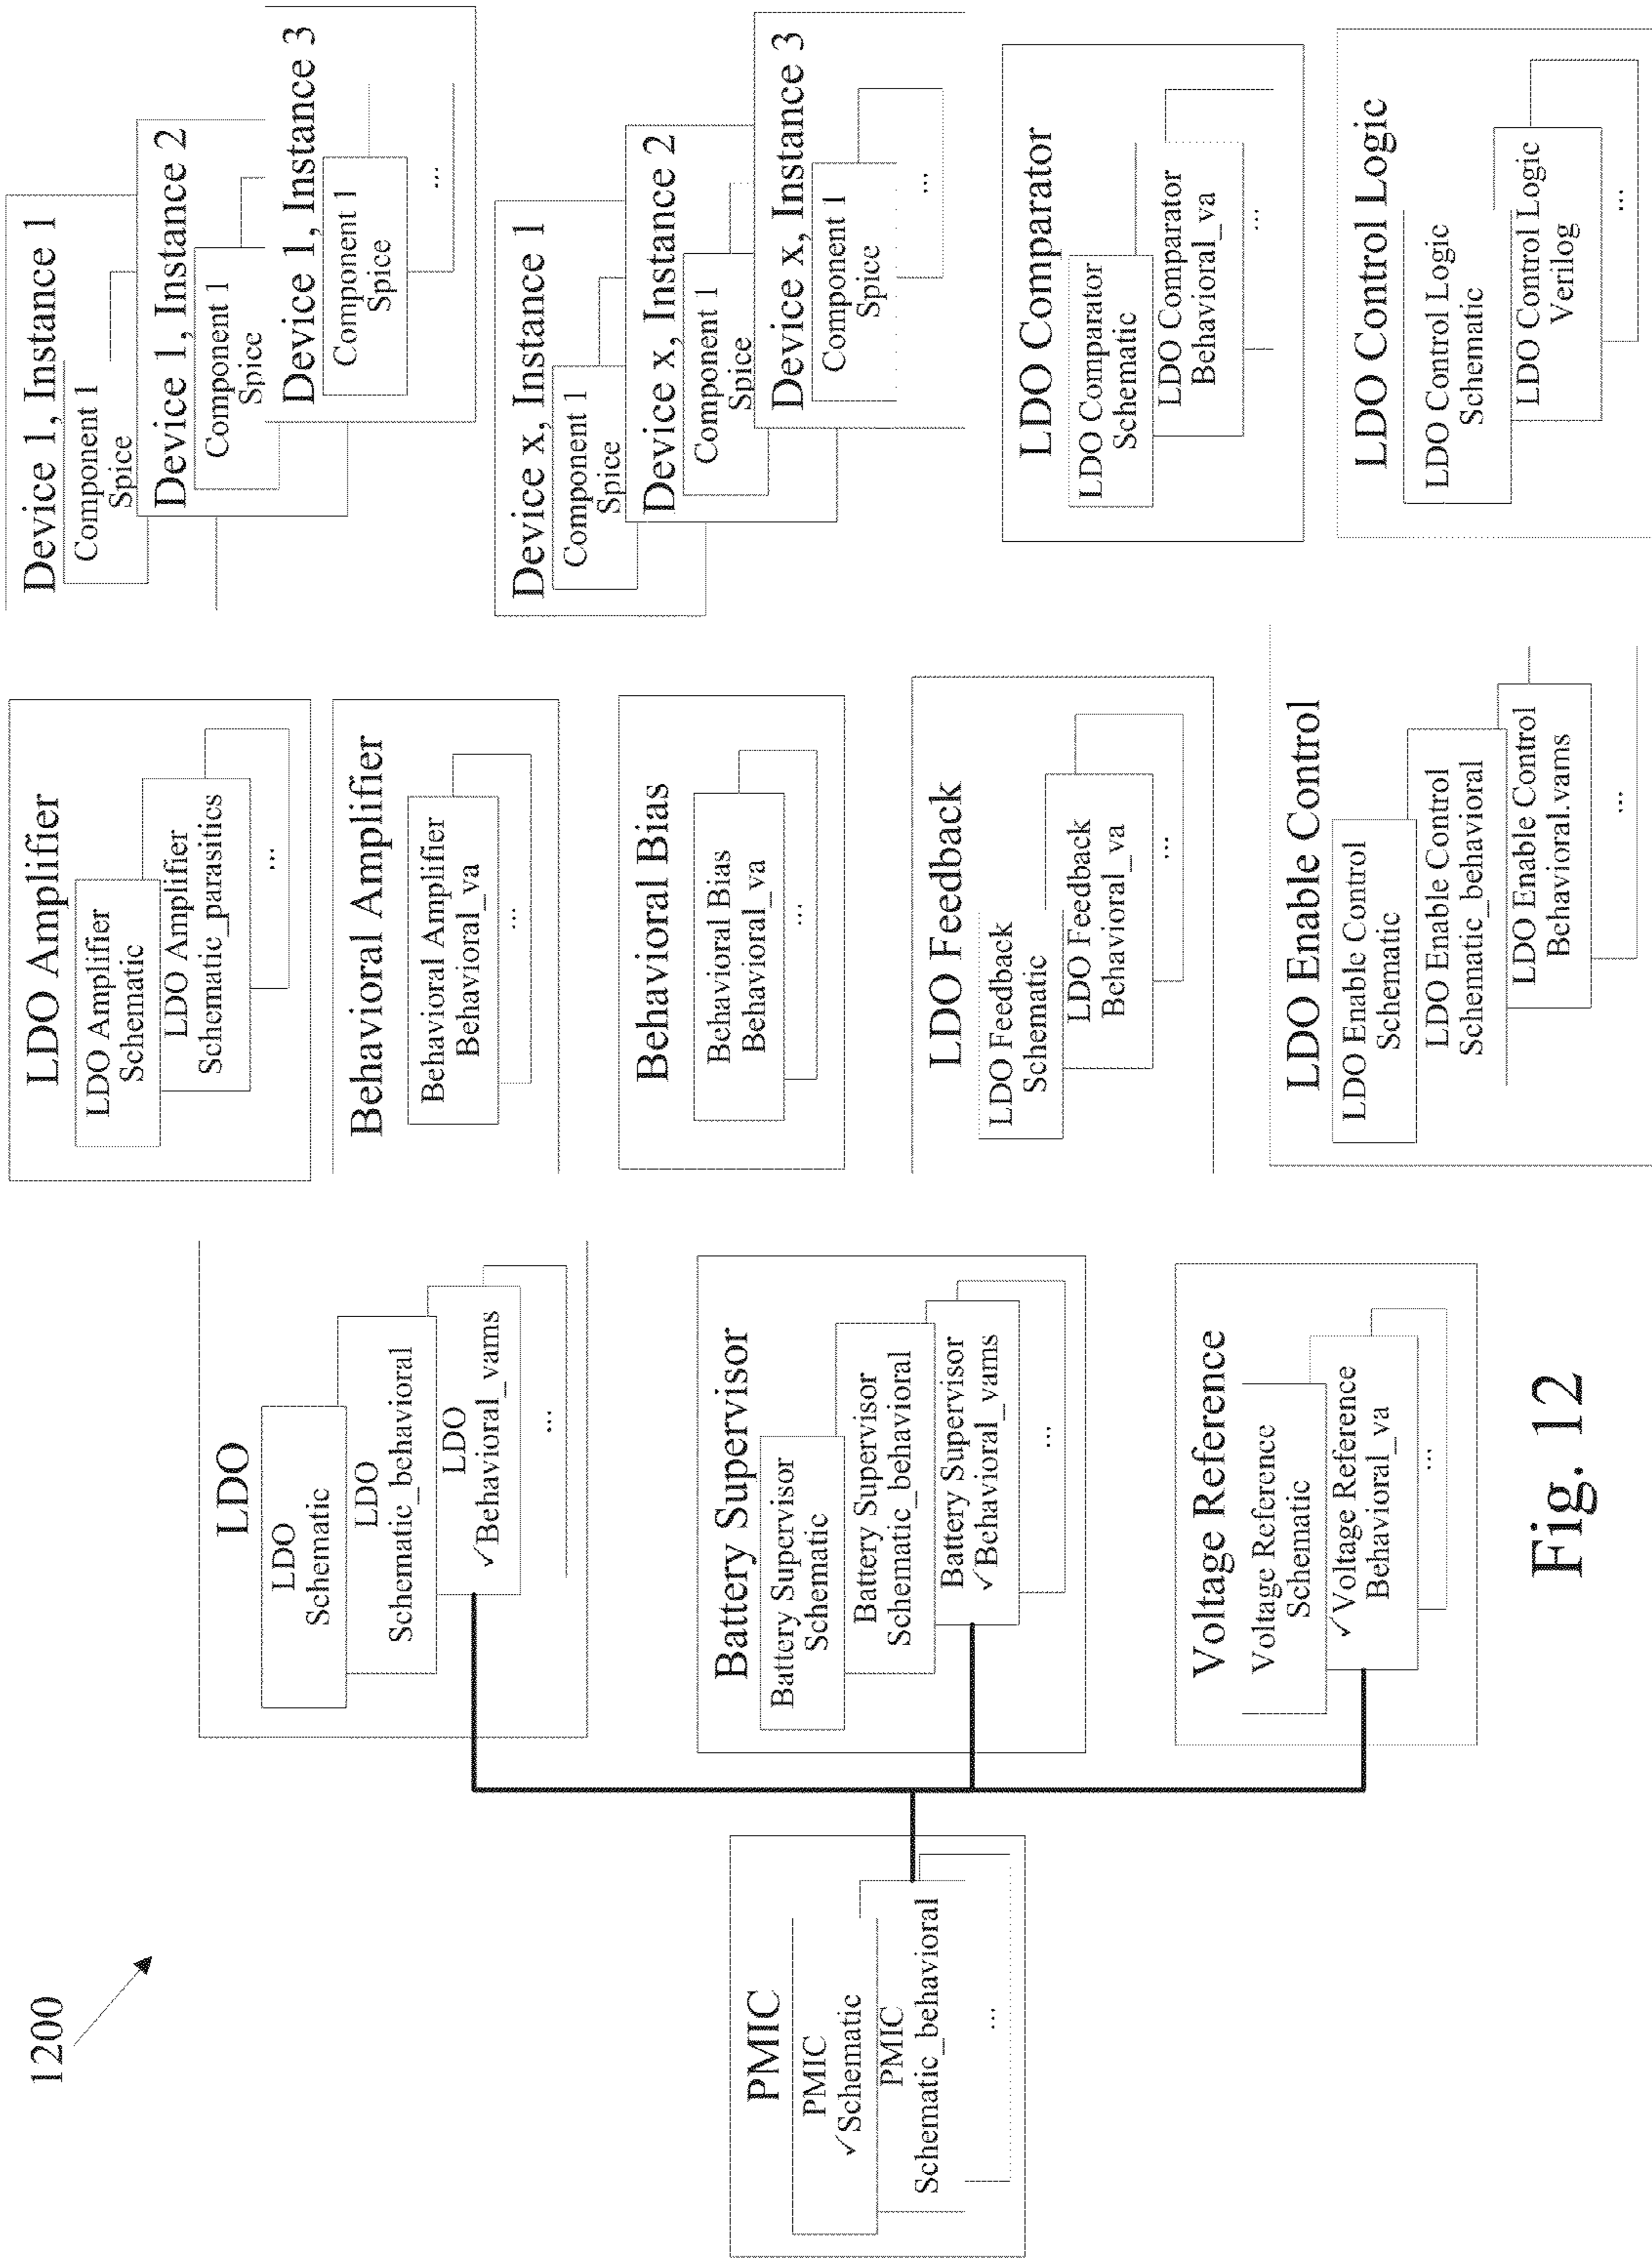 1200
PMIC
PMIC
✓Schematic
PMIC
Schematic_behavioral
...
LDO
LDO
Schematic
LDO
Schematic_behavioral
LDO
✓Behavioral_vams
...
Battery Supervisor
Battery Supervisor
Schematic
Battery Supervisor
Schematic_behavioral
Battery Supervisor
✓Behavioral_vams
...
Voltage Reference
Voltage Reference
Schematic
✓Voltage Reference
Behavioral_va
...
LDO Amplifier
LDO Amplifier
Schematic
LDO Amplifier
Schematic_parasitics
...
Behavioral Amplifier
Behavioral Amplifier
Behavioral_va
...
Behavioral Bias
Behavioral Bias
Behavioral_va
...
LDO Feedback
LDO Feedback
Schematic
LDO Feedback
Behavioral_va
...
LDO Enable Control
LDO Enable Control
Schematic
LDO Enable Control
Schematic_behavioral
LDO Enable Control
Behavioral.vams
...
Device 1, Instance 1
Component 1
Spice
Device 1, Instance 2
Component 1
Spice
Device 1, Instance 3
Component 1
Spice
...
Device x, Instance 1
Component 1
Spice
Device x, Instance 2
Component 1
Spice
Device x, Instance 3
Component 1
Spice
...
LDO Comparator
LDO Comparator
Schematic
LDO Comparator
Behavioral_va
...
LDO Control Logic
LDO Control Logic
Schematic
LDO Control Logic
Verilog
...
Fig. 12